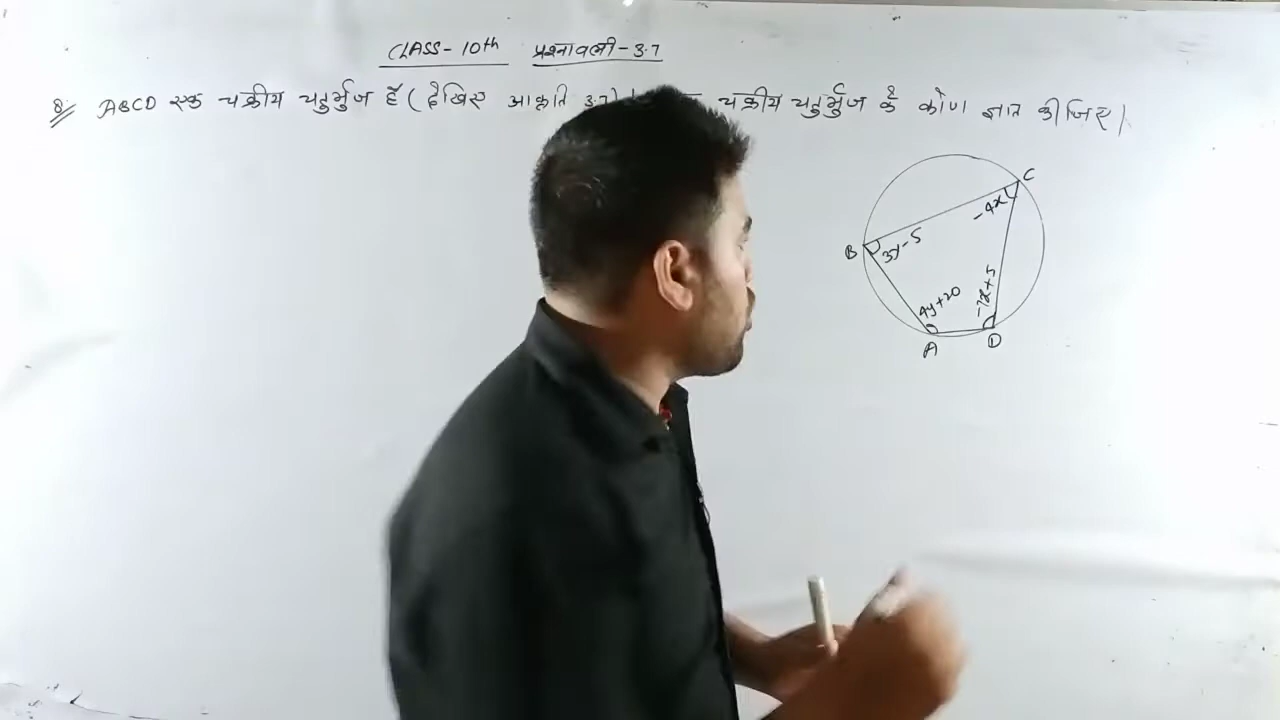 CLASS-10th प्रश्नावली-3.7
8 ABCD एक चक्रीय चतुर्भुज है (देखिए आकृति 3.7) चक्रीय चतुर्भुज के कोण ज्ञात कीजिए।
C
-4x
B
3y-5
4y+20
-7x+5
A
D